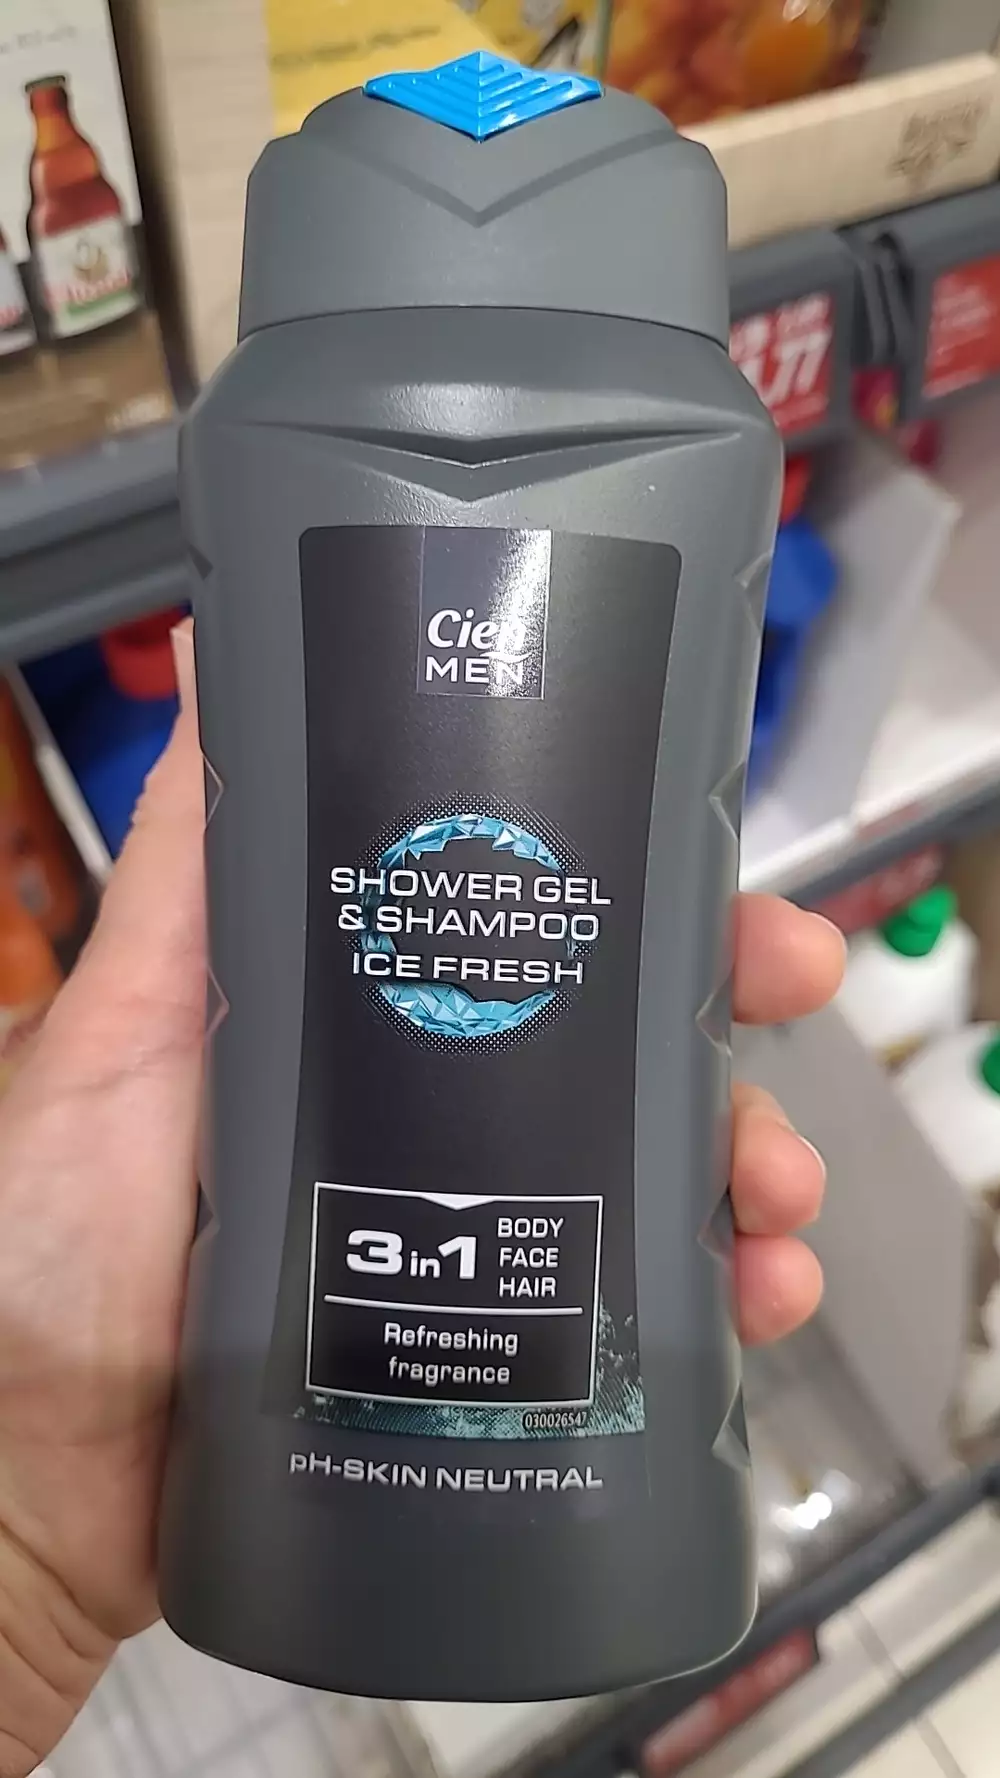 Cien
MEN
SHOWER GEL
& SHAMPOO
ICE FRESH
3in1
BODY
FACE
HAIR
Refreshing
fragrance
030026547
pH-SKIN NEUTRAL